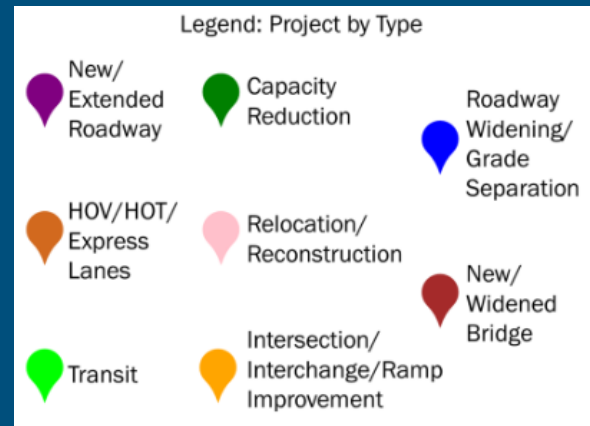 Legend: Project by Type
New/
Extended
Roadway
Capacity
Reduction
Roadway
Widening/
Grade
Separation
HOV/HOT/
Express
Lanes
Relocation/
Reconstruction
New/
Widened
Bridge
Transit
Intersection/
Interchange/Ramp
Improvement